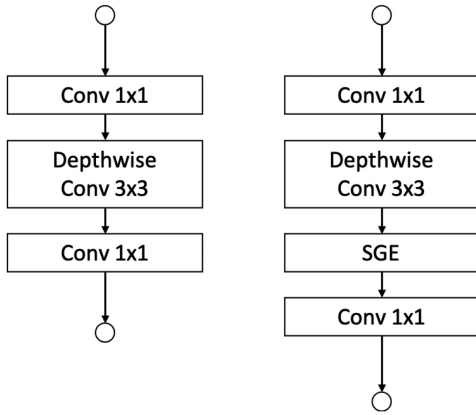 Conv 1x1
Depthwise
Conv 3x3
Conv 1x1
Conv 1x1
Depthwise
Conv 3x3
SGE
Conv 1x1